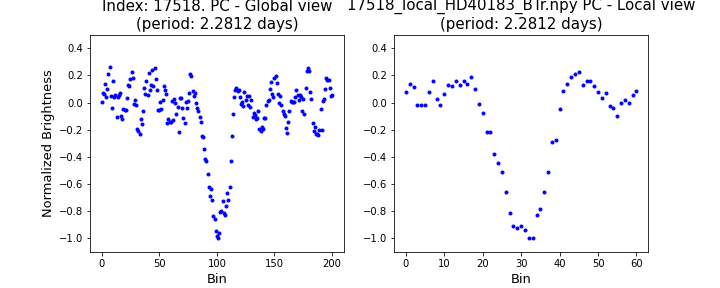 Index: 17518. PC - Global view
(period: 2.2812 days)
17518_local_HD40183_BTr.npy PC - Local view
(period: 2.2812 days)
Normalized Brightness
0.4
0.2
0.0
−0.2
−0.4
−0.6
−0.8
−1.0
0 50 100 150 200
Bin
0.4
0.2
0.0
−0.2
−0.4
−0.6
−0.8
−1.0
0 10 20 30 40 50 60
Bin